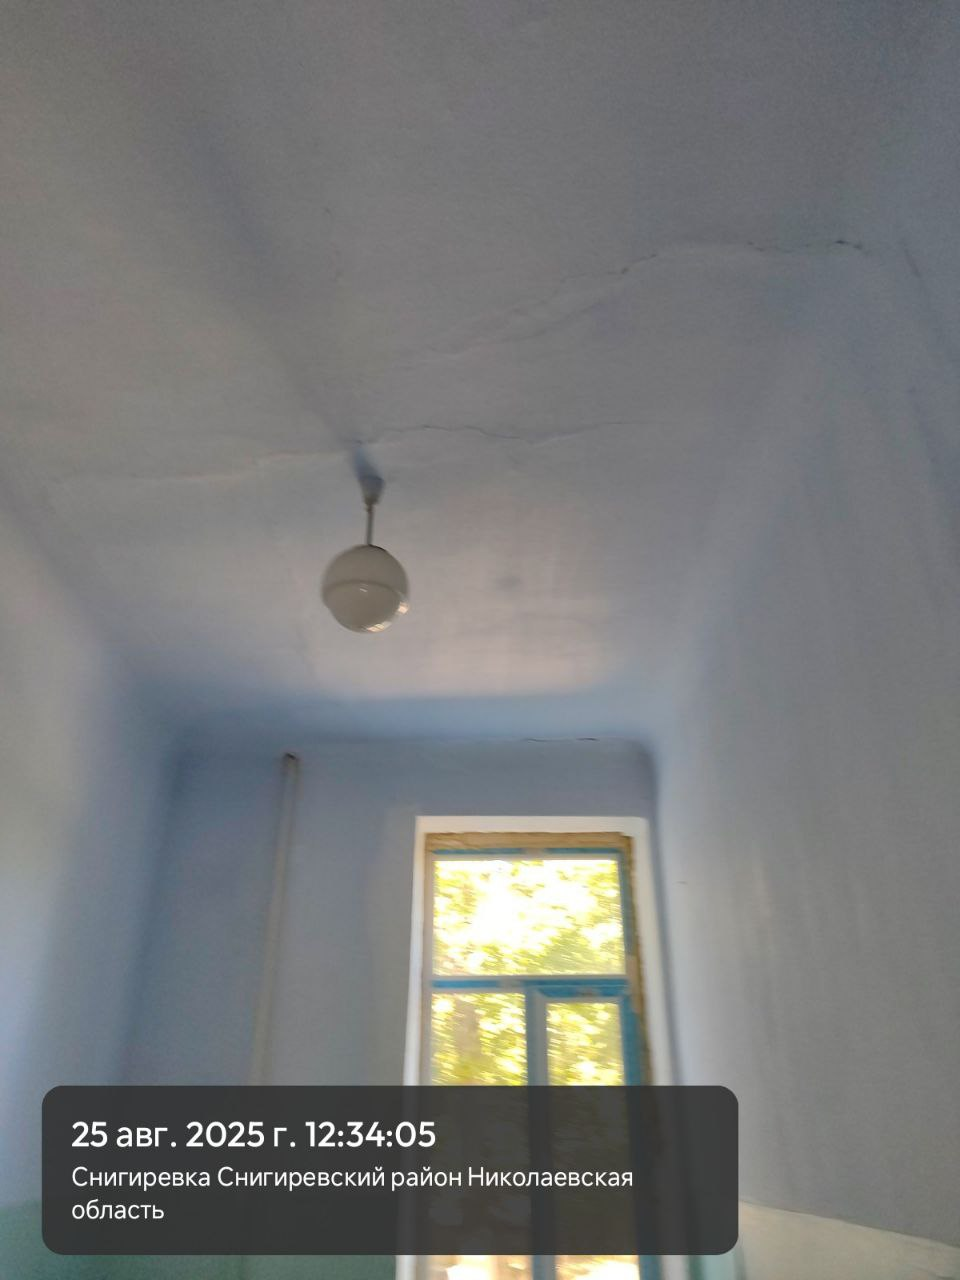 25 авг. 2025 г. 12:34:05
Снигиревка Снигиревский район Николаевская
область